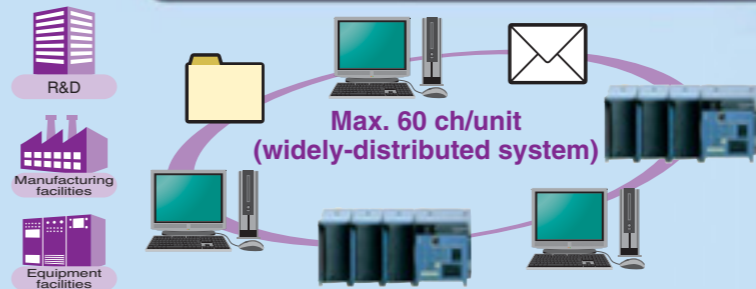 R&D
Manufacturing
facilities
Equipment
facilities
Max. 60 ch/unit
(widely-distributed system)